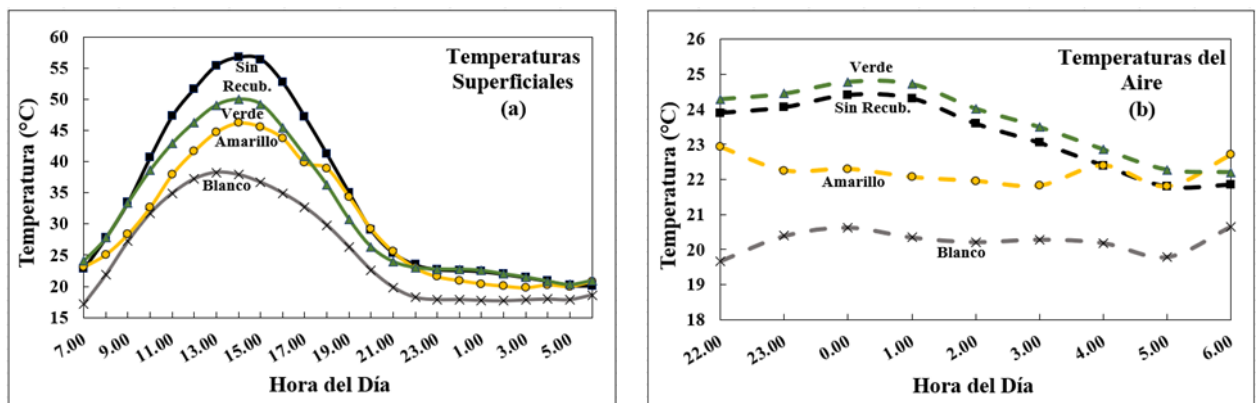 Temperatura (°C)
60
55
50
45
40
35
30
25
20
15
Temperaturas
Superficiales
(a)
Sin
Recub.
Verde
Amarillo
Blanco
7.00 9.00 11.00 13.00 15.00 17.00 19.00 21.00 23.00 1.00 3.00 5.00
Hora del Día
Temperatura (°C)
26
25
24
23
22
21
20
19
18
Temperaturas del
Aire
(b)
Verde
Sin Recub.
Amarillo
Blanco
22.00 23.00 0.00 1.00 2.00 3.00 4.00 5.00 6.00
Hora del Día